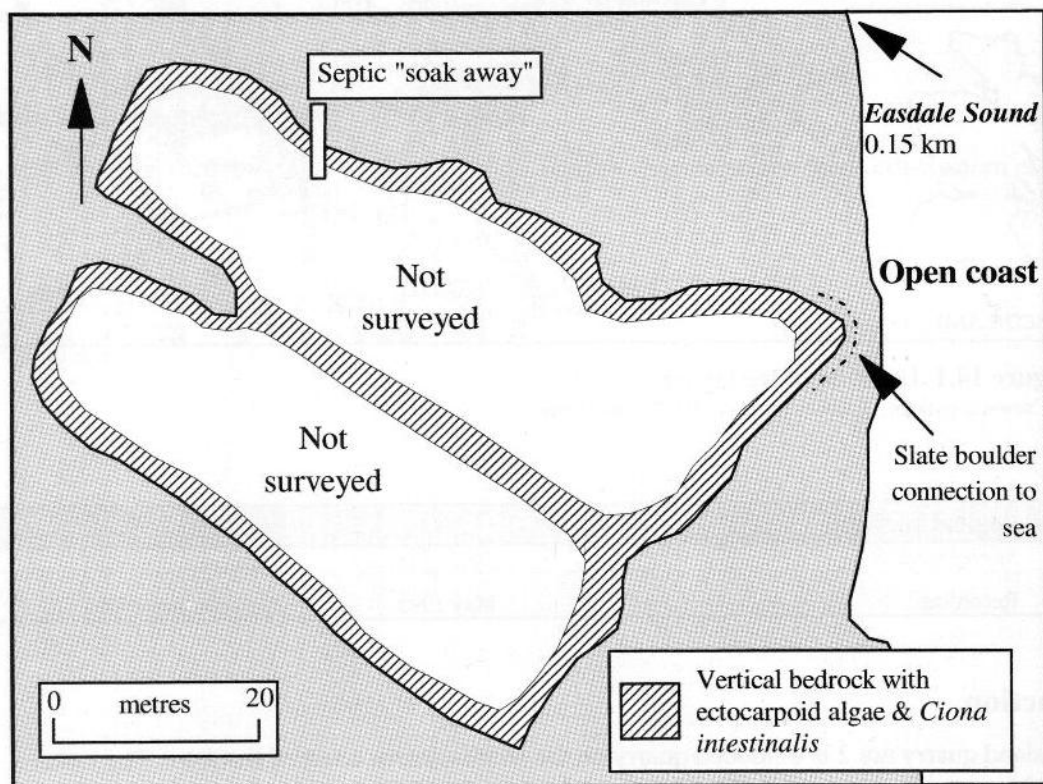 N
Septic "soak away"
Easdale Sound
0.15 km
Not
surveyed
Open coast
Not
surveyed
Slate boulder
connection to
sea
0 metres 20
Vertical bedrock with
ectocarpoid algae & Ciona
intestinalis